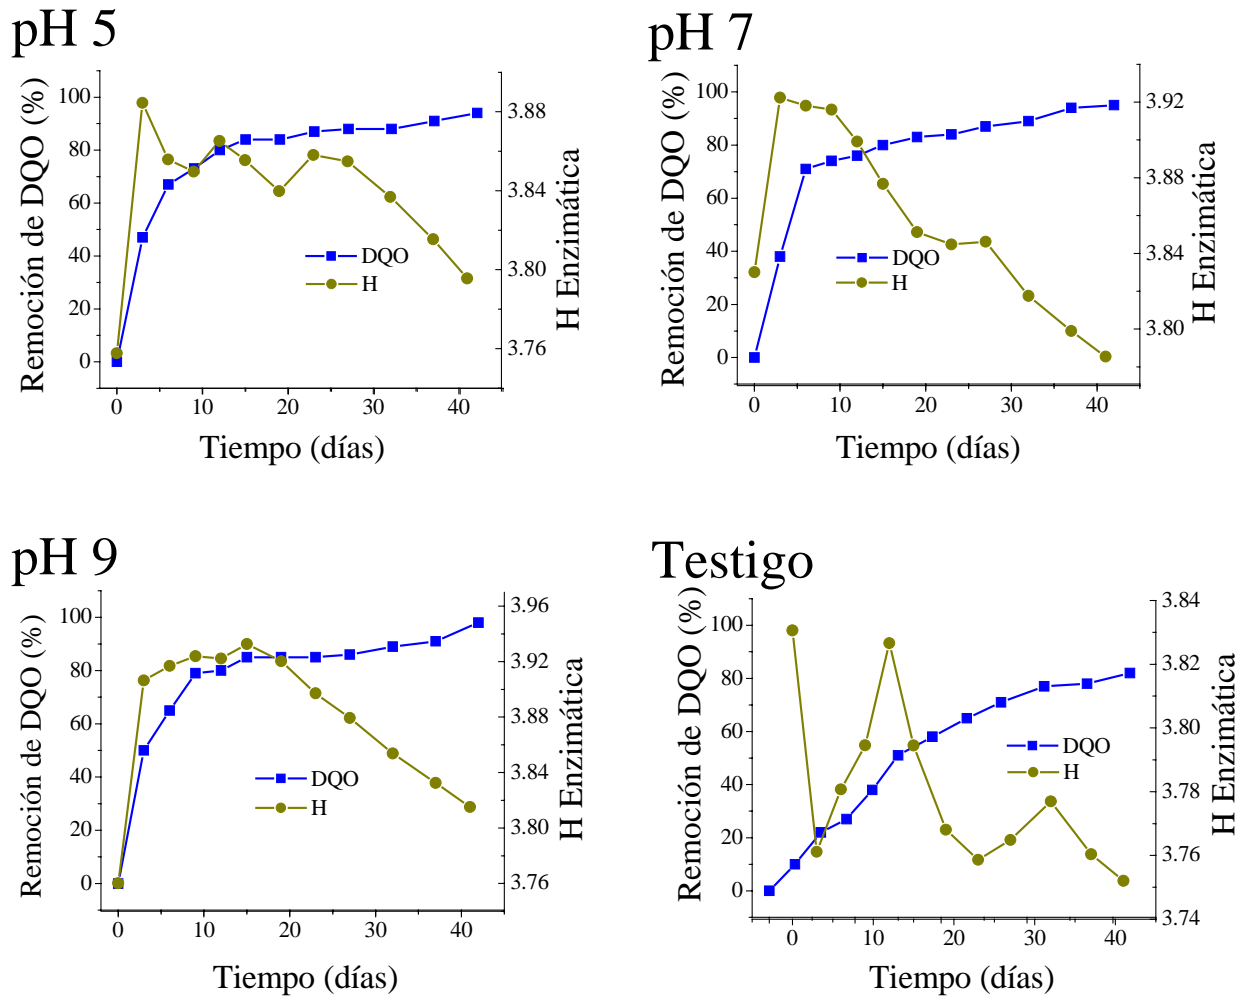 pH 5
Remoción de DQO (%)
100
80
60
40
20
0
3.88
3.84
3.80
3.76
H Enzimática
DQO
H
0 10 20 30 40
Tiempo (días)
pH 7
Remoción de DQO (%)
100
80
60
40
20
0
3.92
3.88
3.84
3.80
H Enzimática
DQO
H
0 10 20 30 40
Tiempo (días)
pH 9
Remoción de DQO (%)
100
80
60
40
20
0
3.96
3.92
3.88
3.84
3.80
3.76
H Enzimática
DQO
H
0 10 20 30 40
Tiempo (días)
Testigo
Remoción de DQO (%)
100
80
60
40
20
0
3.84
3.82
3.80
3.78
3.76
3.74
H Enzimática
DQO
H
0 10 20 30 40
Tiempo (días)